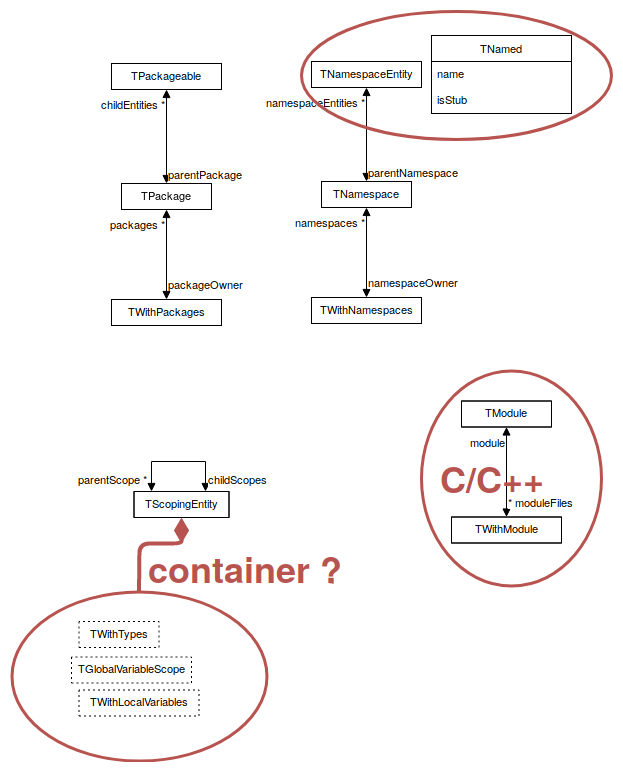 TNamed
TPackageable
TNamespaceEntity
name
childEntities *
namespaceEntities *
isStub
parentPackage
parentNamespace
TPackage
TNamespace
packages *
namespaces *
packageOwner
namespaceOwner
TWithPackages
TWithNamespaces
TModule
module
C/C++
parentScope *
childScopes
* moduleFiles
TScopingEntity
TWithModule
container ?
TWithTypes
TGlobalVariableScope
TWithLocalVariables